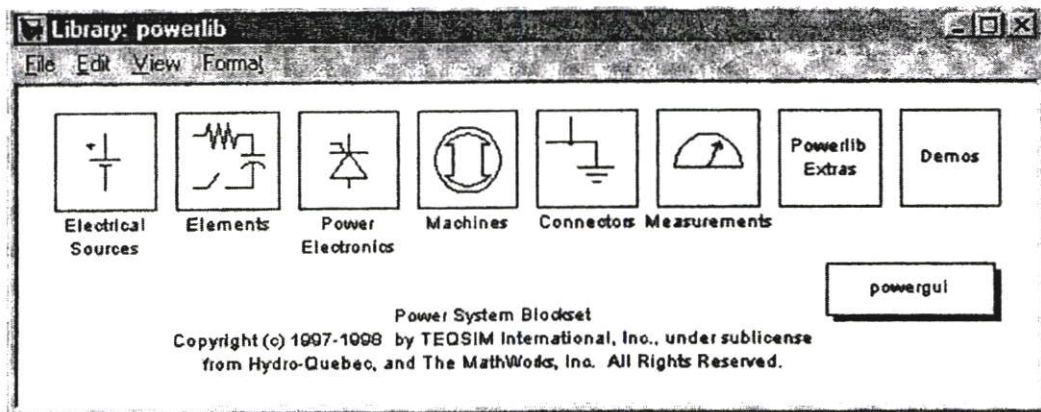 Library: powerlib
File Edit View Format
Powerlib
Extras
Demos
Electrical
Sources
Elements
Power
Electronics
Machines
Connectors
Measurements
powergui
Power System Blockset
Copyright (c) 1997-1998 by TEQSIM International, Inc., under sublicense
from Hydro-Quebec, and The MathWorks, Inc. All Rights Reserved.